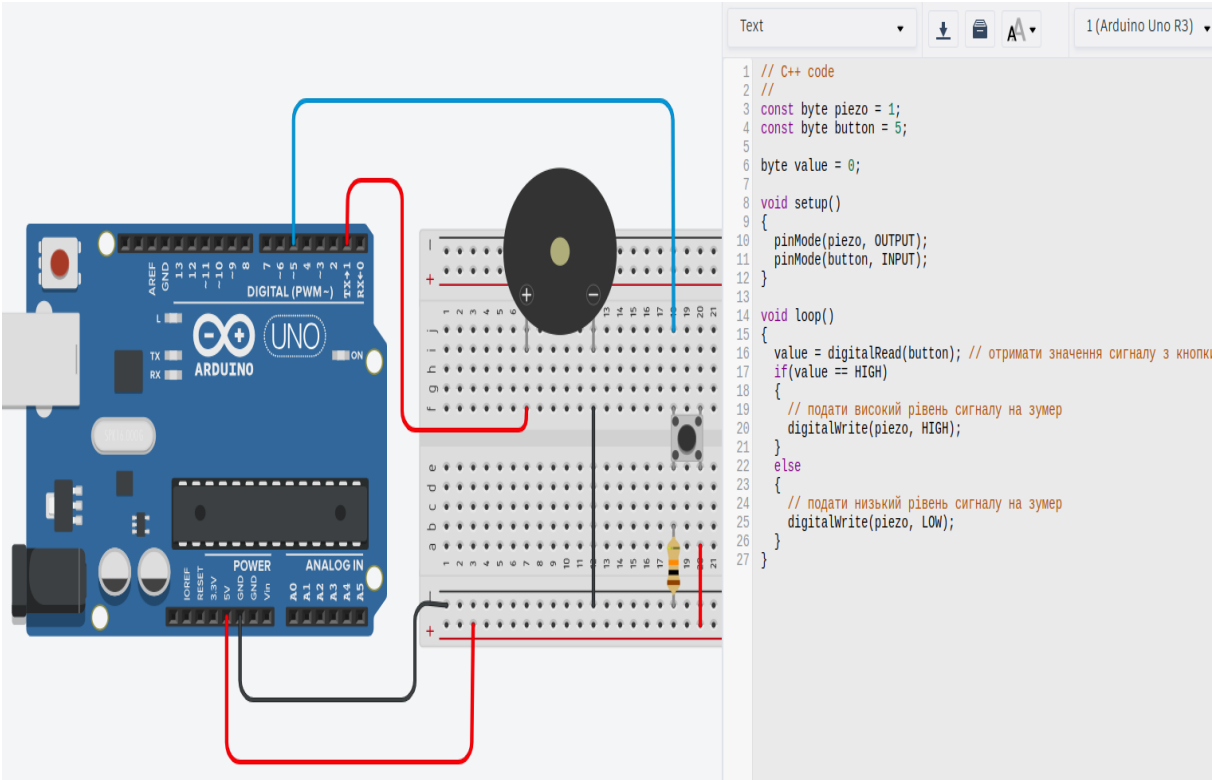 Text
1 (Arduino Uno R3)
AREF
GND
13
12
~11
~10
~9
8
7
~6
~5
4
~3
2
TX→1
RX←0
DIGITAL (PWM~)
L
TX
RX
ARDUINO
UNO
ON
POWER
ANALOG IN
IOREF
RESET
3.3V
5V
GND
GND
Vin
A0
A1
A2
A3
A4
A5
1 // C++ code
2 //
3 const byte piezo = 1;
4 const byte button = 5;
5
6 byte value = 0;
7
8 void setup()
9 {
10 pinMode(piezo, OUTPUT);
11 pinMode(button, INPUT);
12 }
13
14 void loop()
15 {
16 value = digitalRead(button); // отримати значення сигналу з кнопки
17 if(value == HIGH)
18 {
19 // подати високий рівень сигналу на зумер
20 digitalWrite(piezo, HIGH);
21 }
22 else
23 {
24 // подати низький рівень сигналу на зумер
25 digitalWrite(piezo, LOW);
26 }
27 }